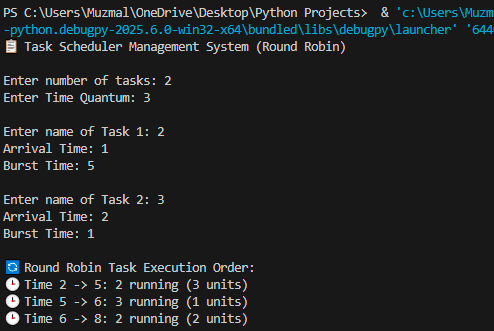 PS C:\Users\Muzmal\OneDrive\Desktop\Python Projects>  & 'c:\Users\Muzm
-python.debugpy-2025.6.0-win32-x64\bundled\libs\debugpy\launcher' '644
📋 Task Scheduler Management System (Round Robin)
Enter number of tasks: 2
Enter Time Quantum: 3
Enter name of Task 1: 2
Arrival Time: 1
Burst Time: 5
Enter name of Task 2: 3
Arrival Time: 2
Burst Time: 1
🔄 Round Robin Task Execution Order:
🕒 Time 2 -> 5: 2 running (3 units)
🕒 Time 5 -> 6: 3 running (1 units)
🕒 Time 6 -> 8: 2 running (2 units)